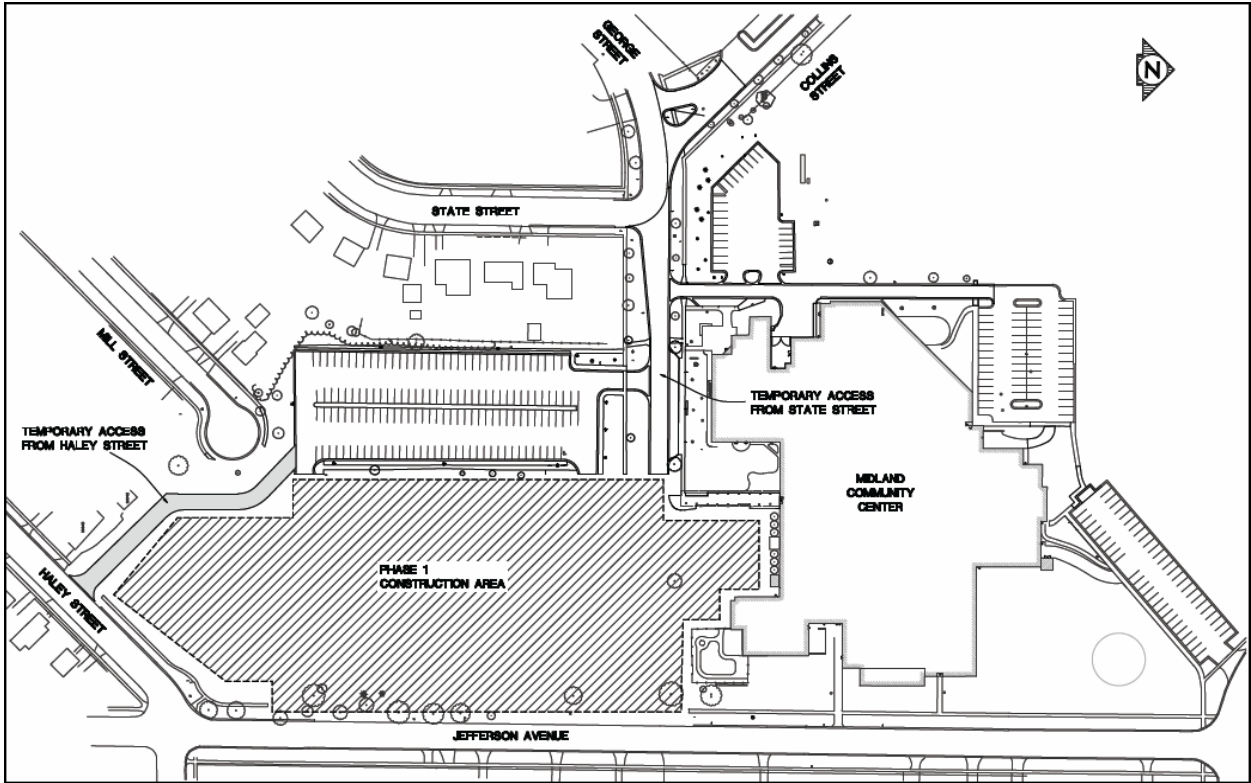 GEORGE
STREET
COLLINS
STREET
N
STATE STREET
MILL STREET
TEMPORARY ACCESS
FROM STATE STREET
TEMPORARY ACCESS
FROM HALEY STREET
MIDLAND
COMMUNITY
CENTER
PHASE 1
CONSTRUCTION AREA
HALEY STREET
JEFFERSON AVENUE